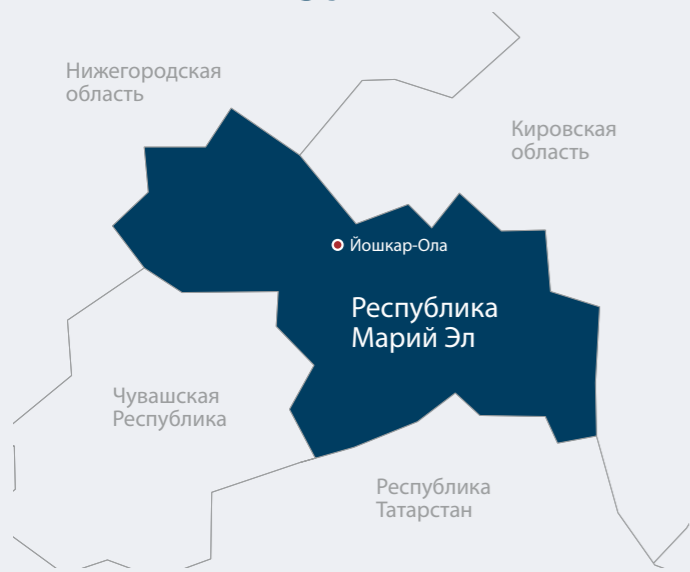 Нижегородская
область
Кировская
область
Йошкар-Ола
Республика
Марий Эл
Чувашская
Республика
Республика
Татарстан